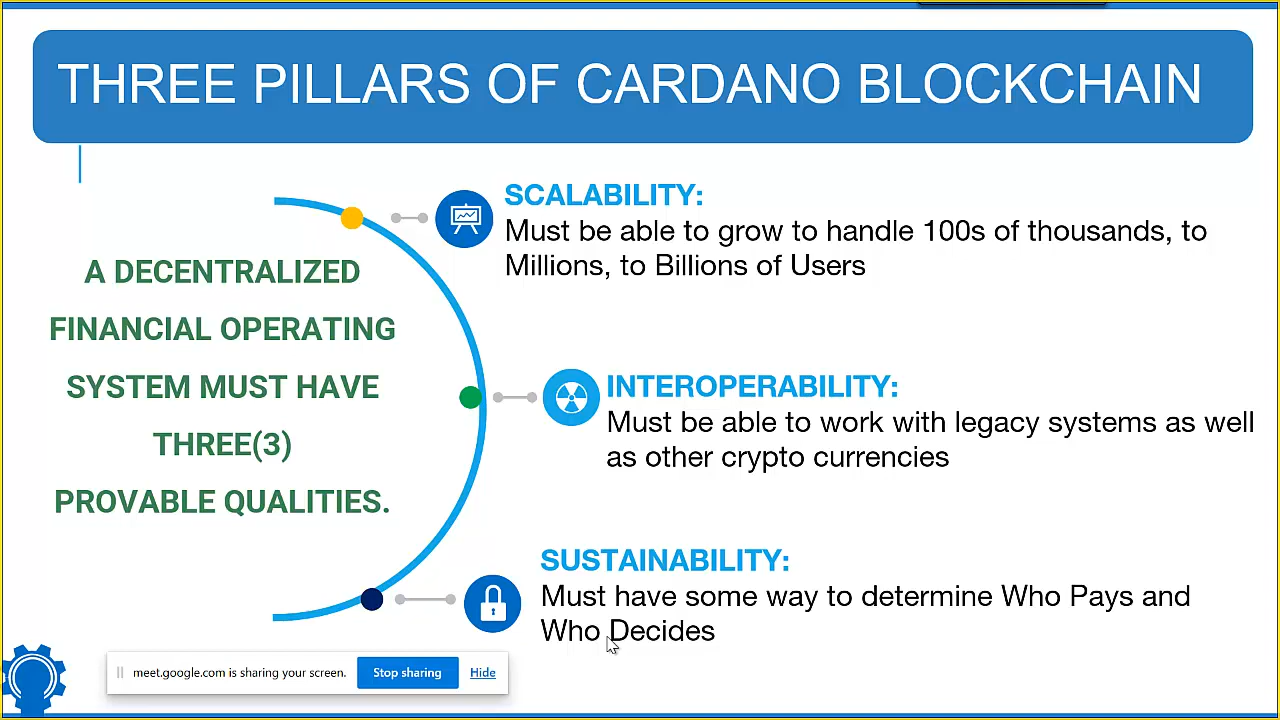 THREE PILLARS OF CARDANO BLOCKCHAIN
A DECENTRALIZED
FINANCIAL OPERATING
SYSTEM MUST HAVE
THREE(3)
PROVABLE QUALITIES.
SCALABILITY:
Must be able to grow to handle 100s of thousands, to
Millions, to Billions of Users
INTEROPERABILITY:
Must be able to work with legacy systems as well
as other crypto currencies
SUSTAINABILITY:
Must have some way to determine Who Pays and
Who Decides
meet.google.com is sharing your screen.
Stop sharing
Hide